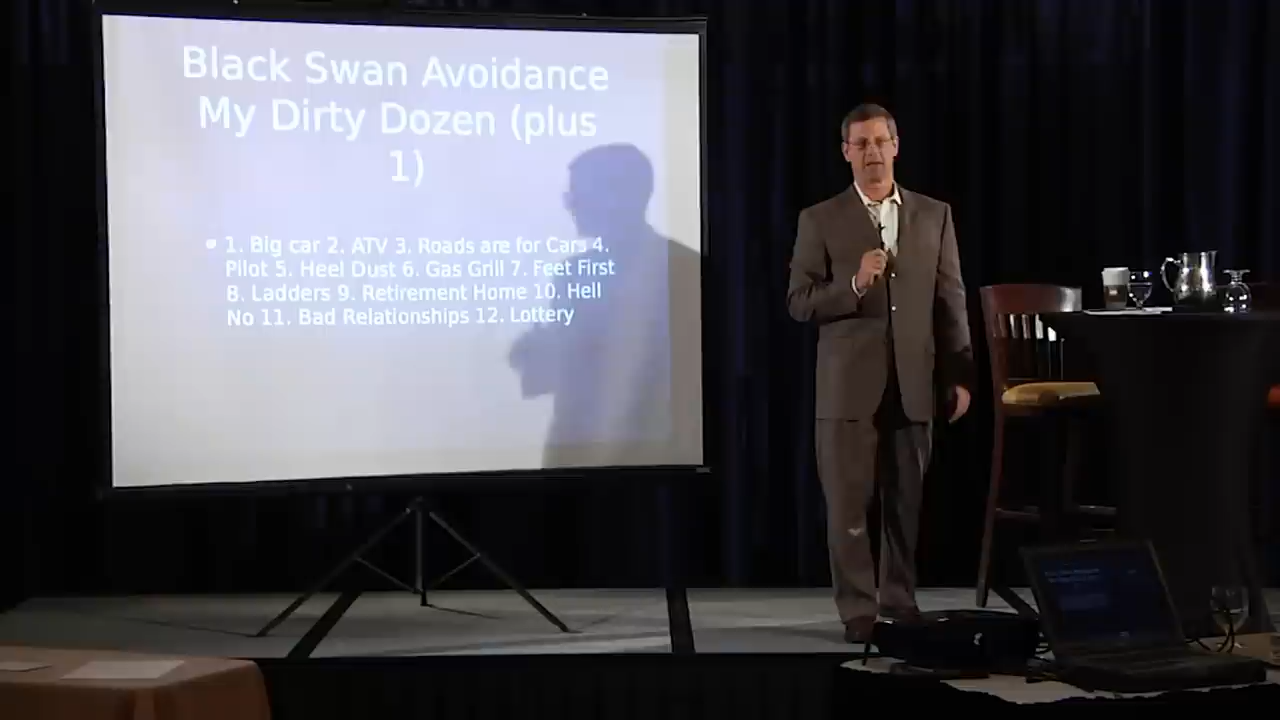 Black Swan Avoidance
My Dirty Dozen (plus
1)
• 1. Big car 2. ATV 3. Roads are for Cars 4.
Pilot 5. Heel Dust 6. Gas Grill 7. Feet First
8. Ladders 9. Retirement Home 10. Hell
No 11. Bad Relationships 12. Lottery